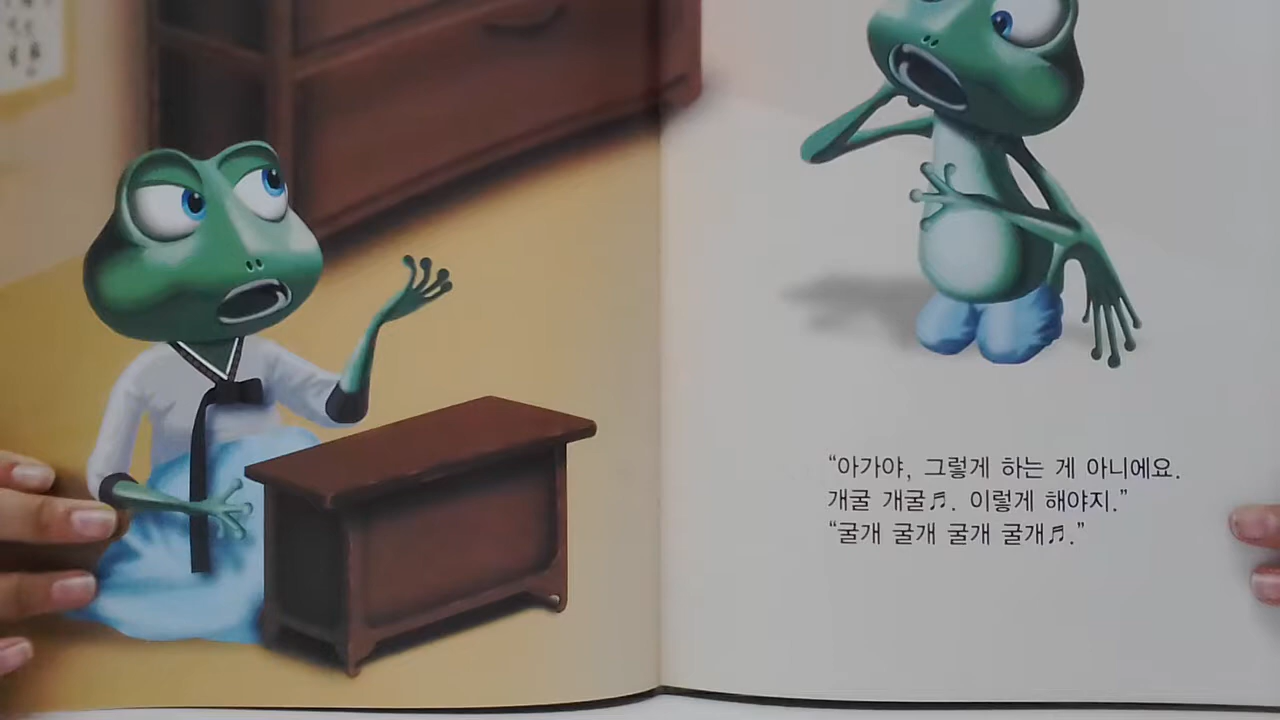 “아가야, 그렇게 하는 게 아니에요.
개굴 개굴♬. 이렇게 해야지.”
“굴개 굴개 굴개 굴개♬.”